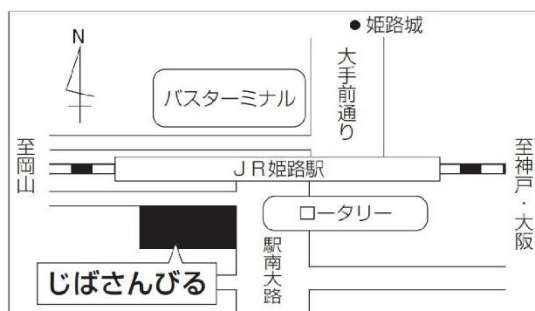 N
姫路城
大手前通り
バスターミナル
至岡山
JR姫路駅
至神戸・大阪
ロータリー
じばさんびる
駅南大路